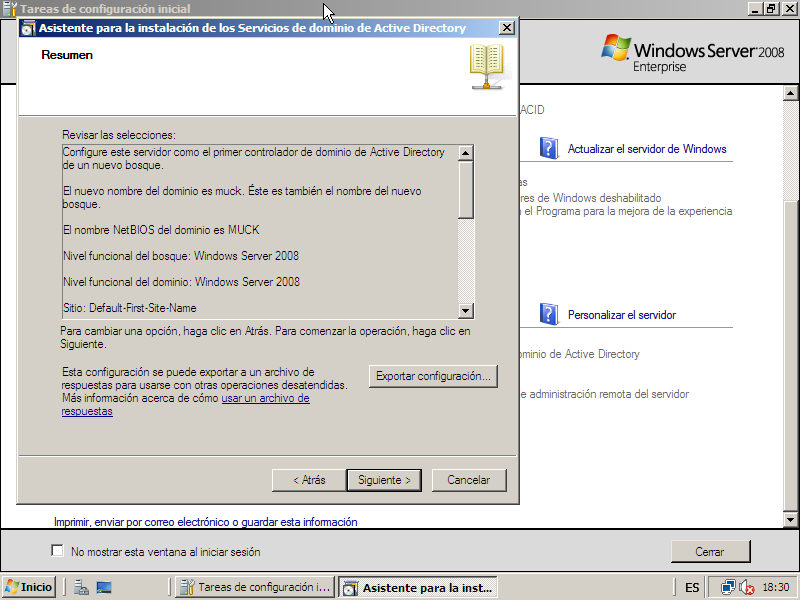 Tareas de configuración inicial
Asistente para la instalación de los Servicios de dominio de Active Directory
Resumen
Windows Server 2008
Enterprise
Revisar las selecciones:
Configure este servidor como el primer controlador de dominio de Active Directory
de un nuevo bosque.
El nuevo nombre del dominio es muck. Éste es también el nombre del nuevo
bosque.
El nombre NetBIOS del dominio es MUCK
Nivel funcional del bosque: Windows Server 2008
Nivel funcional del dominio: Windows Server 2008
Sitio: Default-First-Site-Name
Para cambiar una opción, haga clic en Atrás. Para comenzar la operación, haga clic en
Siguiente.
Esta configuración se puede exportar a un archivo de
respuestas para usarse con otras operaciones desatendidas.
Más información acerca de cómo usar un archivo de
respuestas
Exportar configuración...
< Atrás
Siguiente >
Cancelar
ACID
Actualizar el servidor de Windows
as
res de Windows deshabilitado
n el Programa para la mejora de la experiencia
Personalizar el servidor
ominio de Active Directory
e administración remota del servidor
Imprimir, enviar por correo electrónico o guardar esta información
No mostrar esta ventana al iniciar sesión
Cerrar
Inicio
Tareas de configuración i...
Asistente para la inst...
ES
18:30